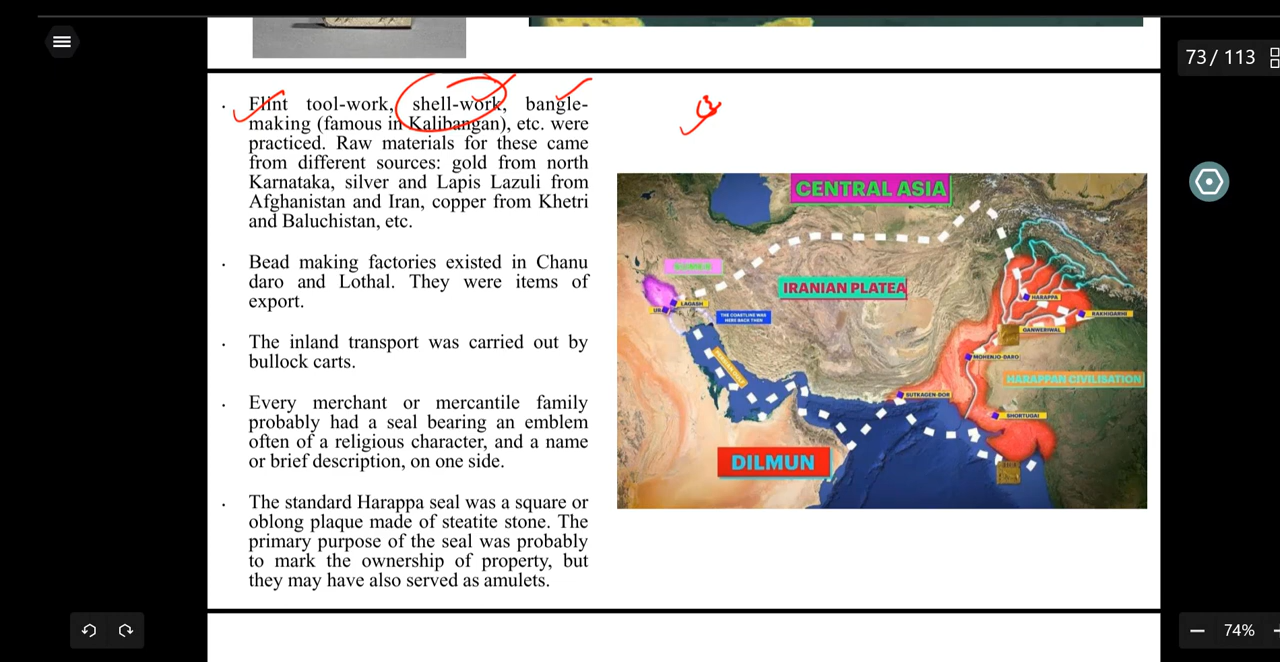 73 / 113
. Flint tool-work, shell-work, bangle-
making (famous in Kalibangan), etc. were
practiced. Raw materials for these came
from different sources: gold from north
Karnataka, silver and Lapis Lazuli from
Afghanistan and Iran, copper from Khetri
and Baluchistan, etc.
. Bead making factories existed in Chanu
daro and Lothal. They were items of
export.
. The inland transport was carried out by
bullock carts.
. Every merchant or mercantile family
probably had a seal bearing an emblem
often of a religious character, and a name
or brief description, on one side.
. The standard Harappa seal was a square or
oblong plaque made of steatite stone. The
primary purpose of the seal was probably
to mark the ownership of property, but
they may have also served as amulets.
CENTRAL ASIA
IRANIAN PLATEA
LAGASH
UR
THE COASTLINE WAS
HERE BACK THEN
HARAPPA
RAKHIGARHI
GANWERIWAL
MOHENJO-DARO
HARAPPAN CIVILISATION
SUTKAGEN-DOR
SHORTUGAI
DILMUN
74%